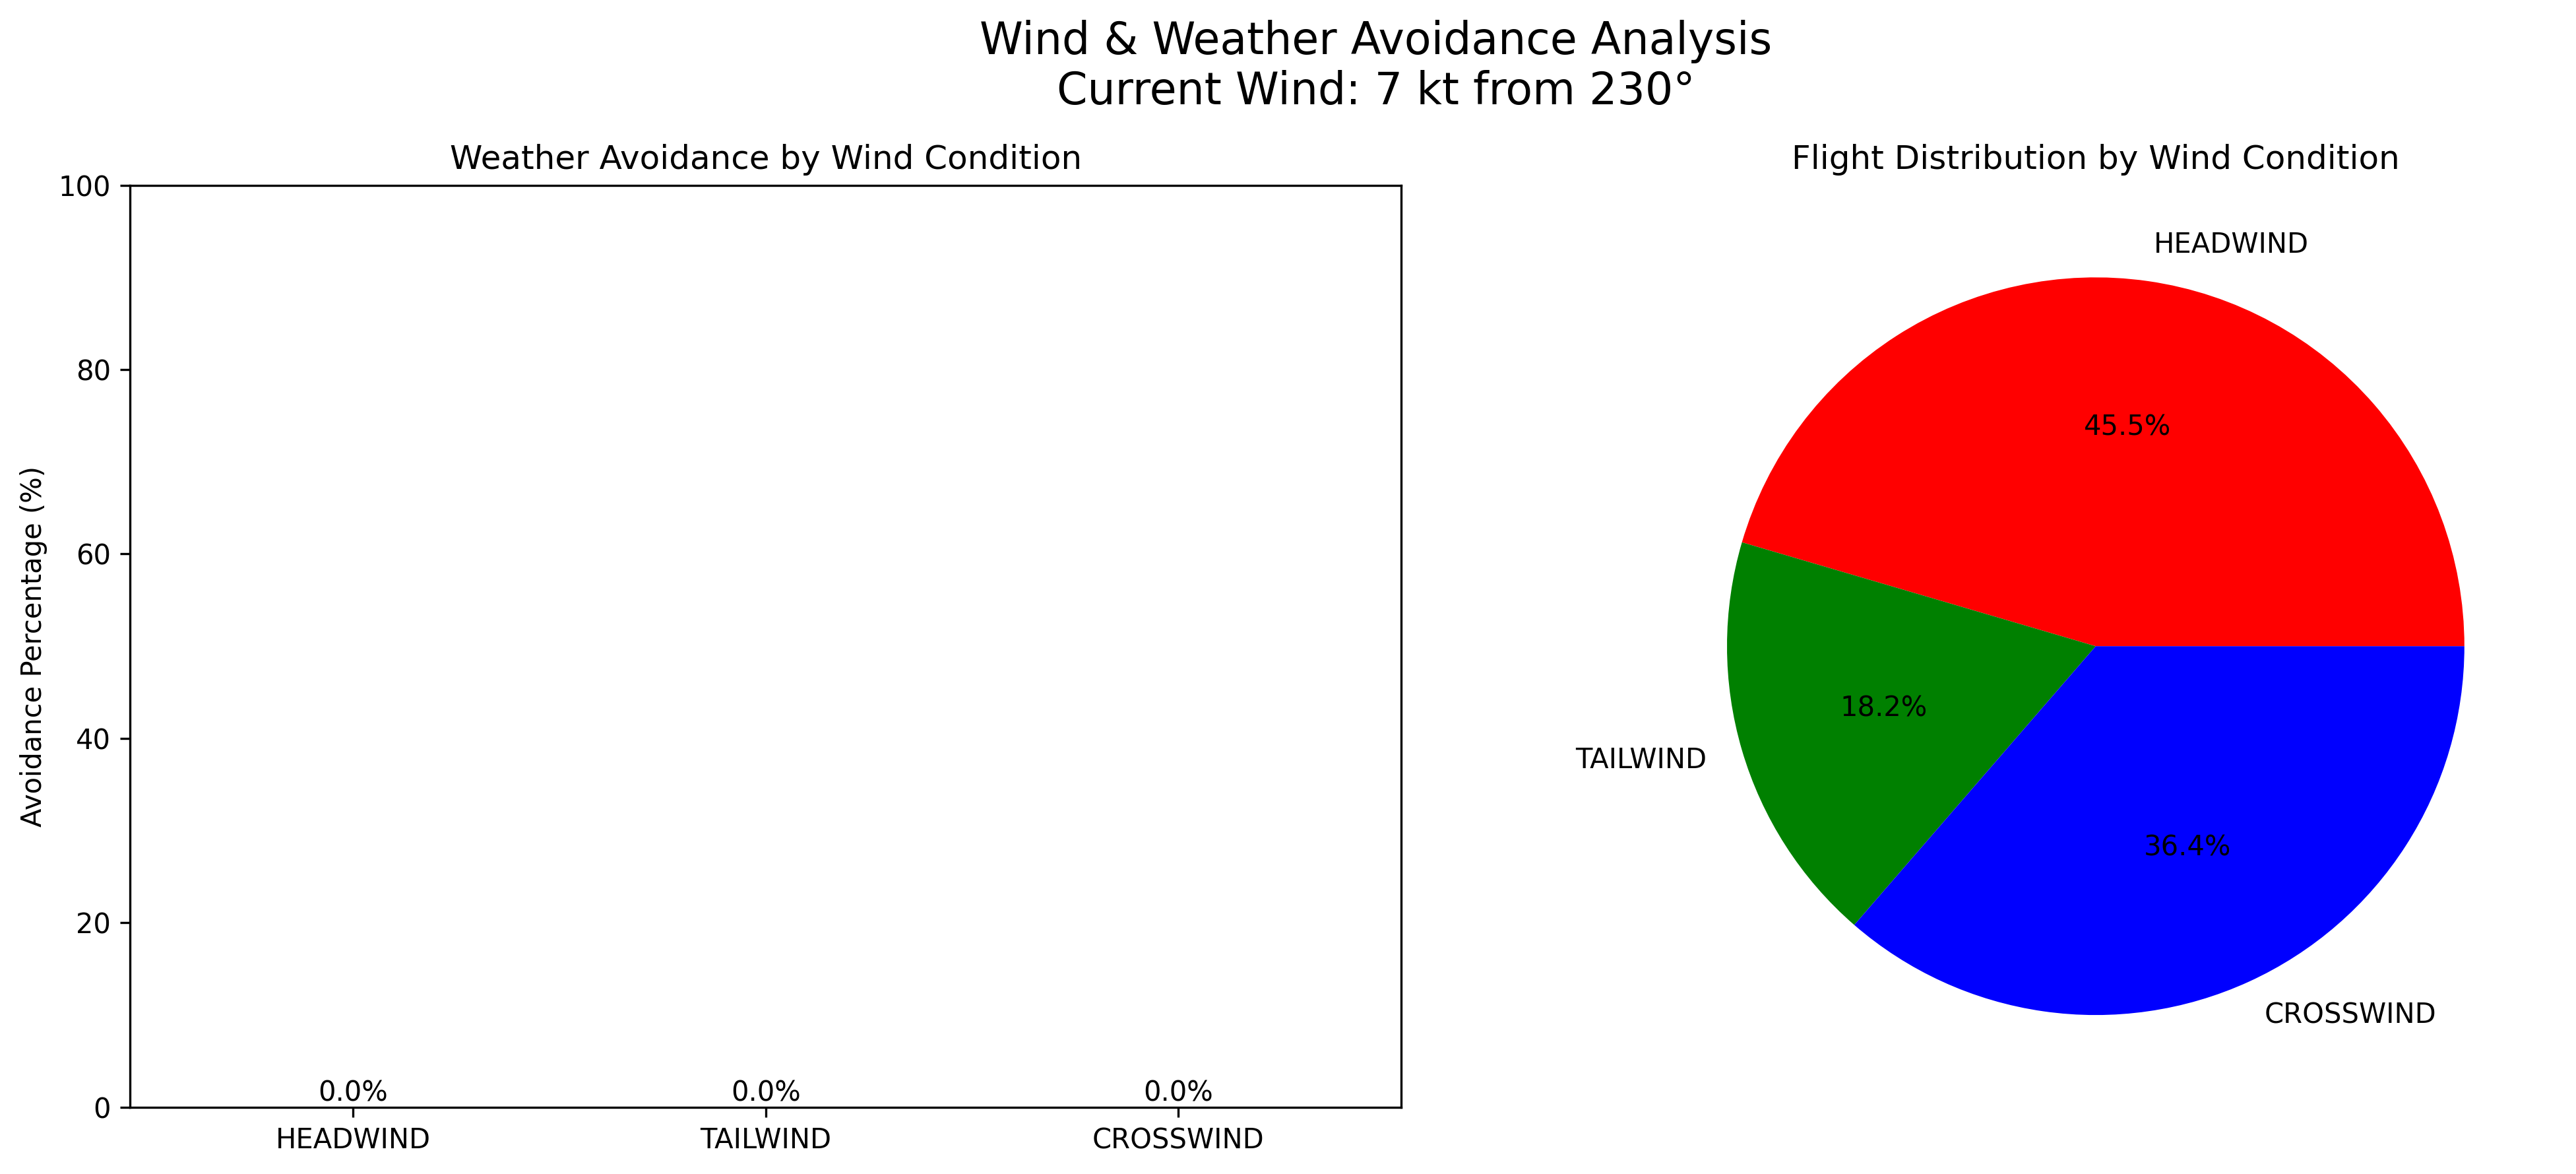 Wind & Weather Avoidance Analysis
Current Wind: 7 kt from 230°
Weather Avoidance by Wind Condition
100
80
60
40
20
0
Avoidance Percentage (%)
0.0%
0.0%
0.0%
HEADWIND
TAILWIND
CROSSWIND
Flight Distribution by Wind Condition
HEADWIND
45.5%
18.2%
TAILWIND
36.4%
CROSSWIND